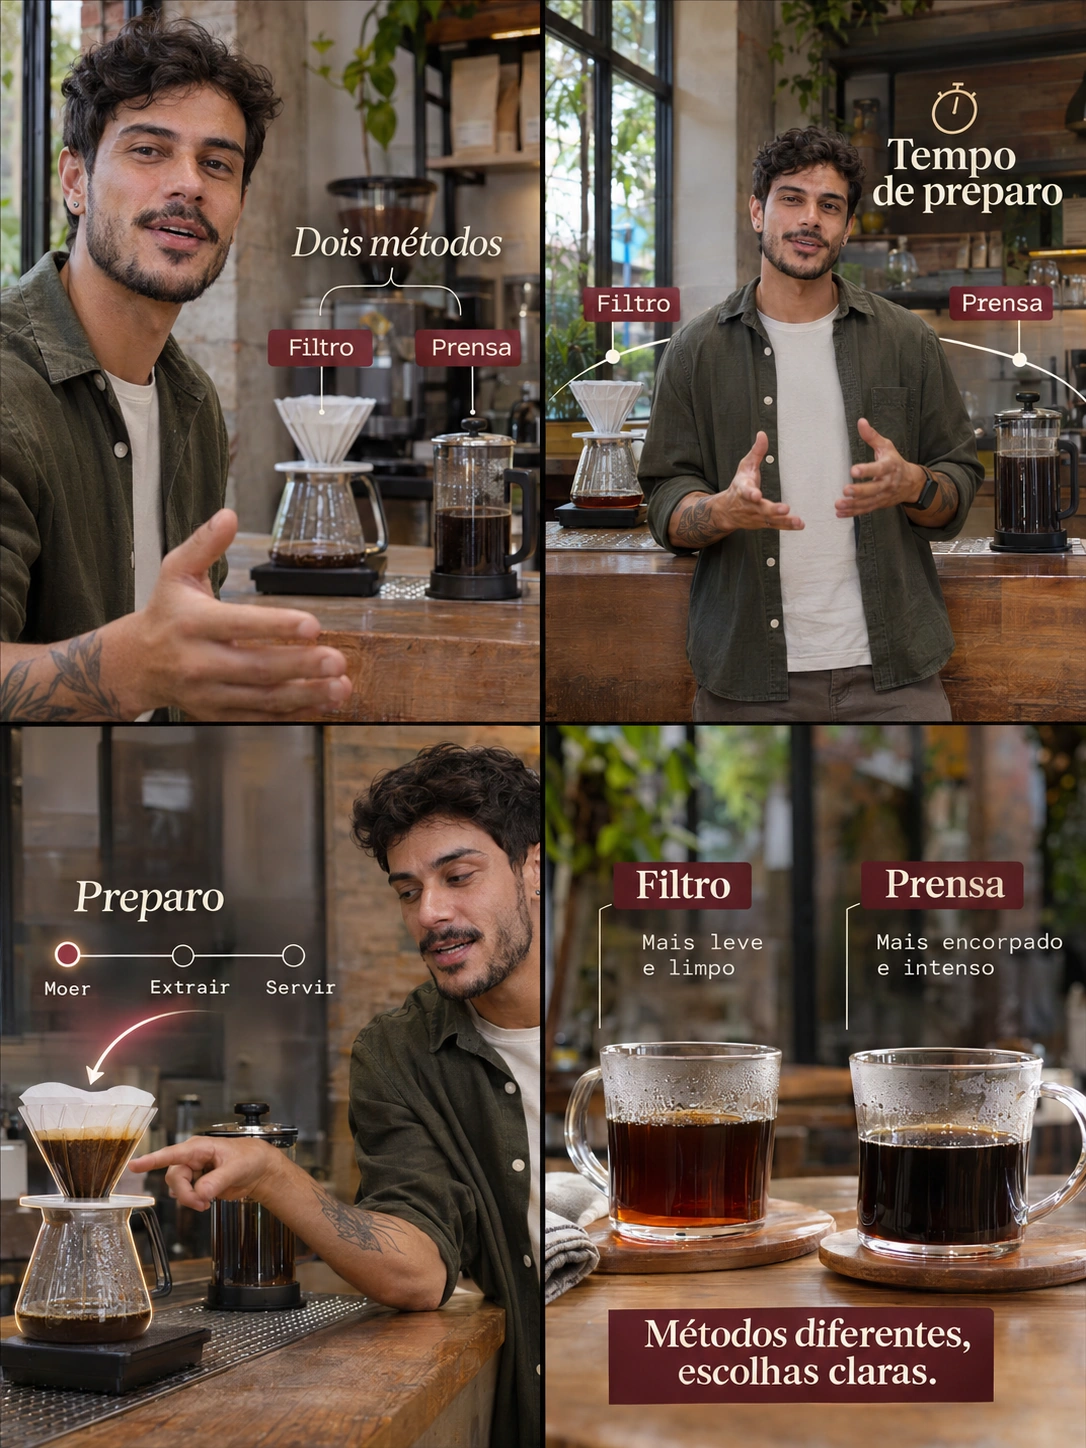 Dois métodos
Filtro
Prensa
Tempo
de preparo
Filtro
Prensa
Preparo
Moer
Extrair
Servir
Filtro
Mais leve
e limpo
Prensa
Mais encorpado
e intenso
Métodos diferentes,
escolhas claras.